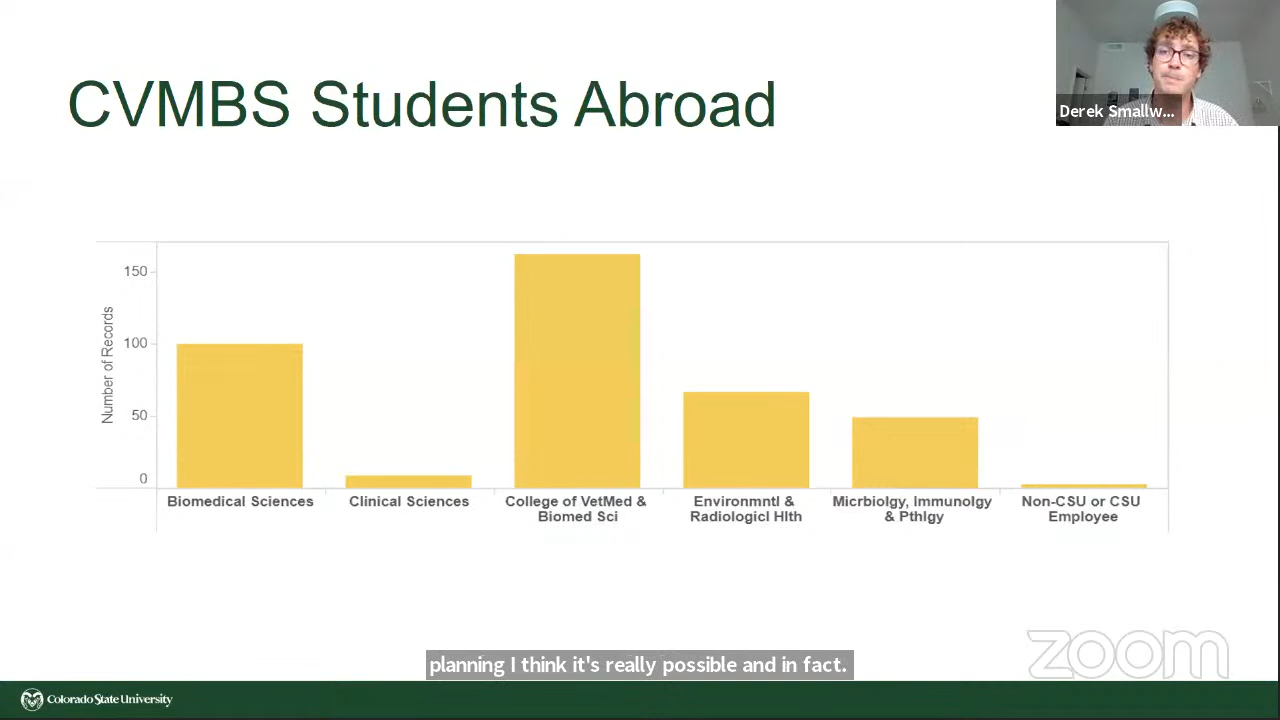 CVMBS Students Abroad
Derek Smallw...
Number of Records
150
100
50
0
Biomedical Sciences
Clinical Sciences
College of VetMed &
Biomed Sci
Environmntl &
Radiologicl Hlth
Micrbiolgy, Immunolgy
& Pthlgy
Non-CSU or CSU
Employee
planning I think it's really possible and in fact.
zoom
Colorado State University